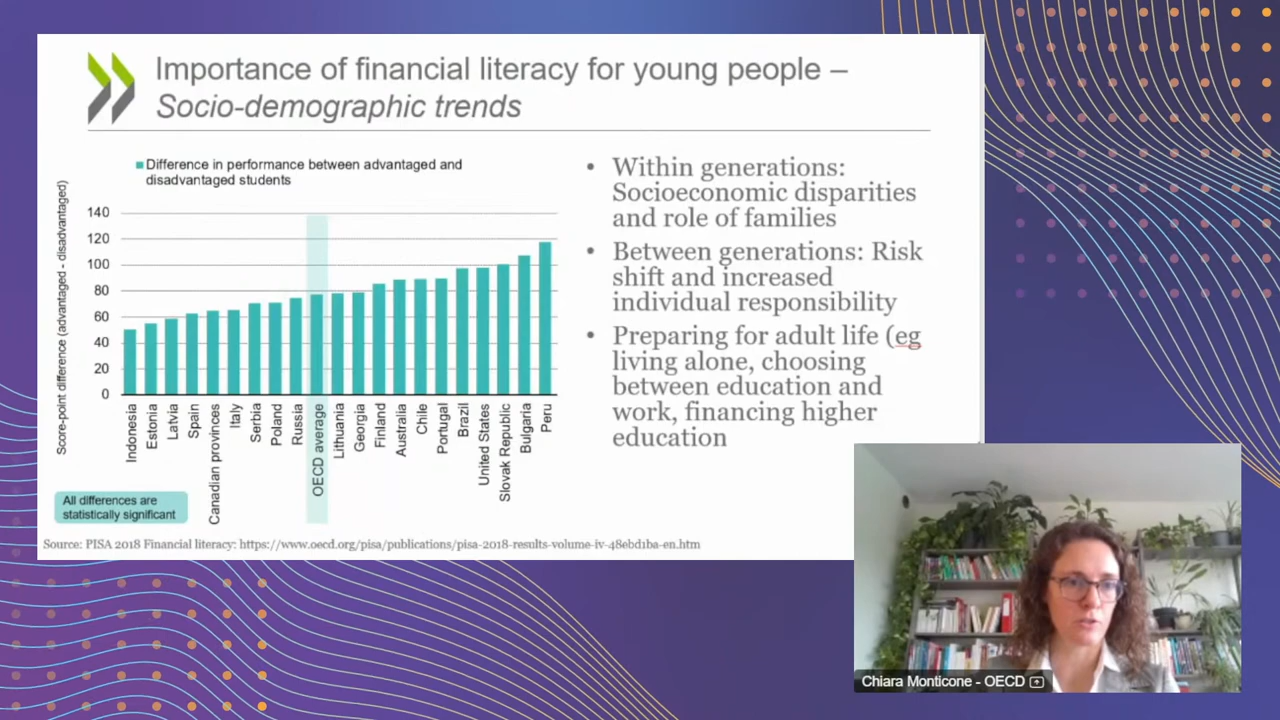 Importance of financial literacy for young people –
Socio-demographic trends
Difference in performance between advantaged and
disadvantaged students
Score-point difference (advantaged - disadvantaged)
140
120
100
80
60
40
20
0
Indonesia
Estonia
Latvia
Spain
Canadian provinces
Italy
Serbia
Poland
Russia
OECD average
Lithuania
Georgia
Finland
Australia
Chile
Portugal
Brazil
United States
Slovak Republic
Bulgaria
Peru
All differences are
statistically significant
• Within generations:
Socioeconomic disparities
and role of families
• Between generations: Risk
shift and increased
individual responsibility
• Preparing for adult life (eg
living alone, choosing
between education and
work, financing higher
education
Source: PISA 2018 Financial literacy: https://www.oecd.org/pisa/publications/pisa-2018-results-volume-iv-48ebd1ba-en.htm
Chiara Monticone - OECD